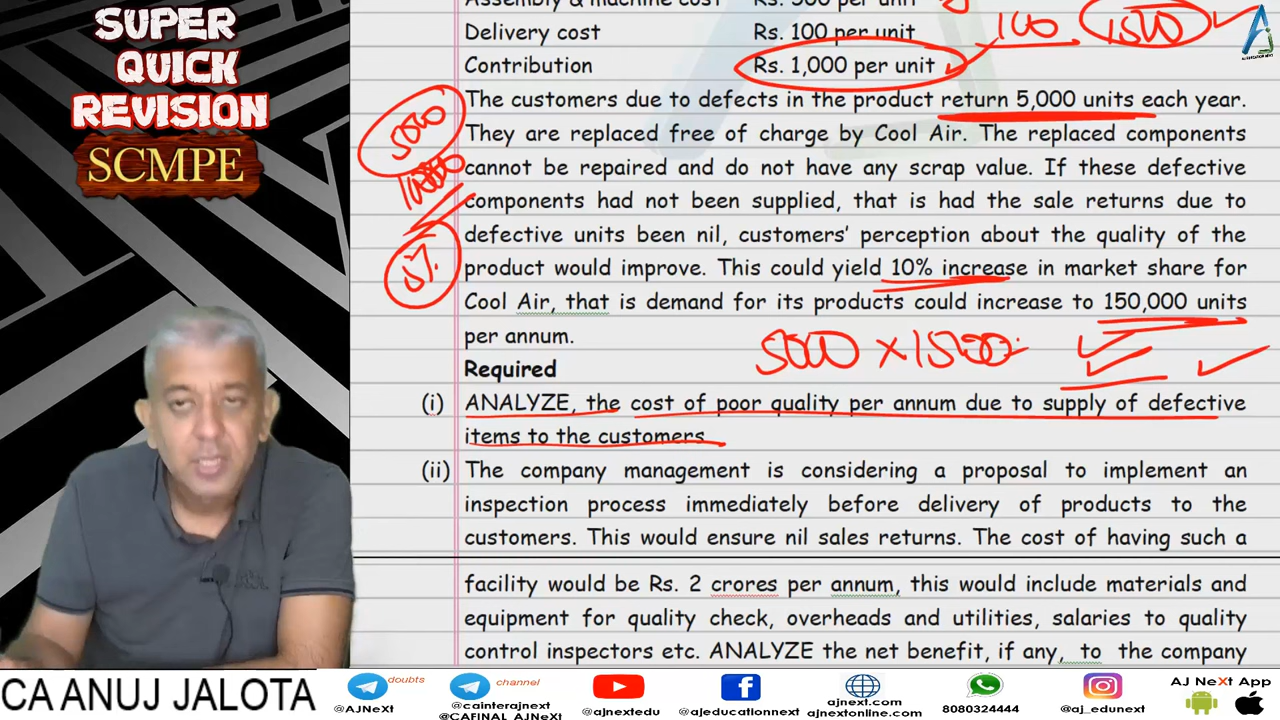 SUPER
QUICK
REVISION
SCMPE
Assembly & machine cost Rs. 500 per unit
Delivery cost Rs. 100 per unit
100 1500
Contribution Rs. 1,000 per unit
The customers due to defects in the product return 5,000 units each year.
5000
They are replaced free of charge by Cool Air. The replaced components
cannot be repaired and do not have any scrap value. If these defective
components had not been supplied, that is had the sale returns due to
defective units been nil, customers' perception about the quality of the
5%
product would improve. This could yield 10% increase in market share for
Cool Air, that is demand for its products could increase to 150,000 units
per annum.
5000 × 1500
Required
(i) ANALYZE, the cost of poor quality per annum due to supply of defective
items to the customers.
(ii) The company management is considering a proposal to implement an
inspection process immediately before delivery of products to the
customers. This would ensure nil sales returns. The cost of having such a
facility would be Rs. 2 crores per annum, this would include materials and
equipment for quality check, overheads and utilities, salaries to quality
control inspectors etc. ANALYZE the net benefit, if any, to the company
CA ANUJ JALOTA
doubts
@AJNeXt
channel
@cainterajnext
@CAFINAL_AJNeXt
@ajnextedu
@ajeducationnext
ajnext.com
ajnextonline.com
8080324444
@aj_edunext
AJ NeXt App